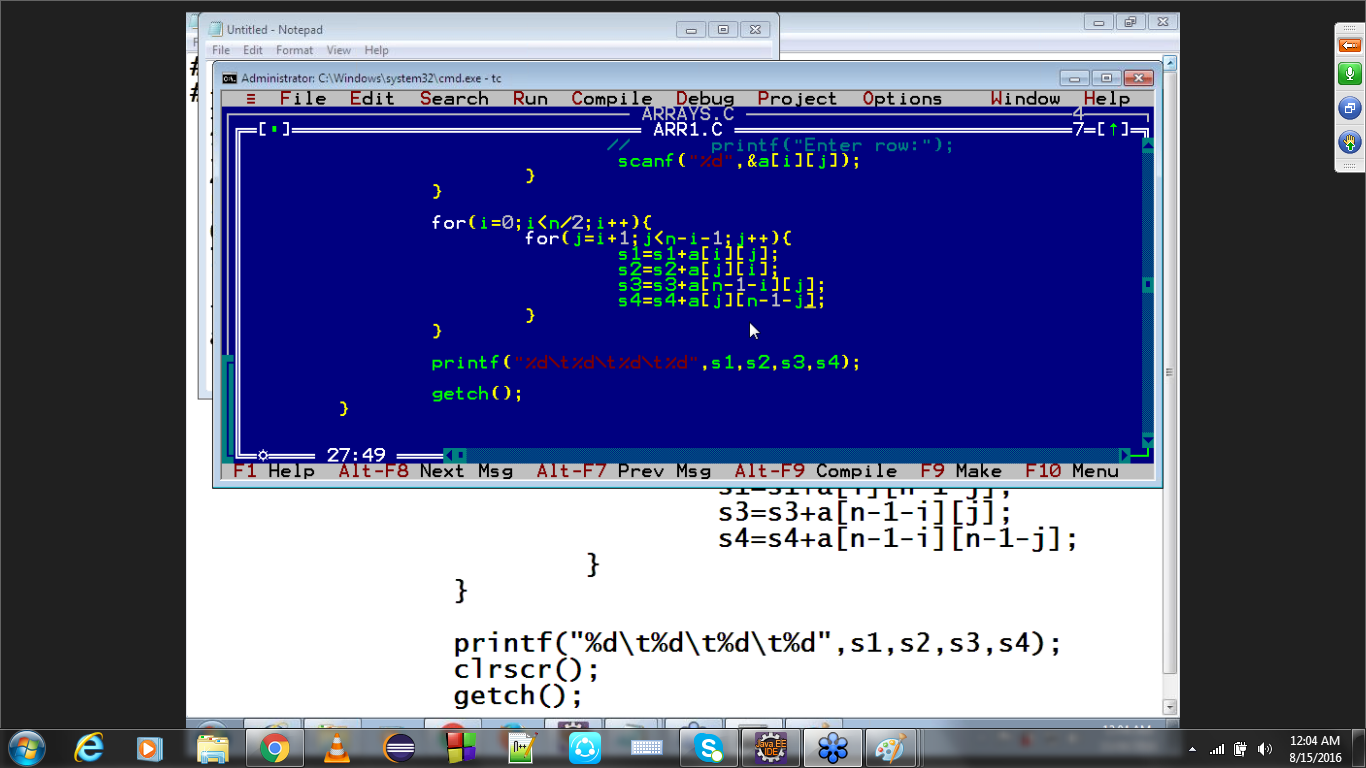 Untitled - Notepad
File Edit Format View Help
Administrator: C:\Windows\system32\cmd.exe - tc
≡ File Edit Search Run Compile Debug Project Options Window Help
ARRAYS.C 4
[▪] ARR1.C 7=[↑]
// printf("Enter row:");
scanf("%d",&a[i][j]);
}
}
for(i=0;i<n/2;i++){
for(j=i+1;j<n-i-1;j++){
s1=s1+a[i][j];
s2=s2+a[j][i];
s3=s3+a[n-1-i][j];
s4=s4+a[j][n-1-j];
}
}
printf("%d\t%d\t%d\t%d",s1,s2,s3,s4);
getch();
}
27:49
F1 Help Alt-F8 Next Msg Alt-F7 Prev Msg Alt-F9 Compile F9 Make F10 Menu
s3=s3+a[n-1-i][j];
s4=s4+a[n-1-i][n-1-j];
}
}
printf("%d\t%d\t%d\t%d",s1,s2,s3,s4);
clrscr();
getch();
Java EE
IDE
12:04 AM
8/15/2016